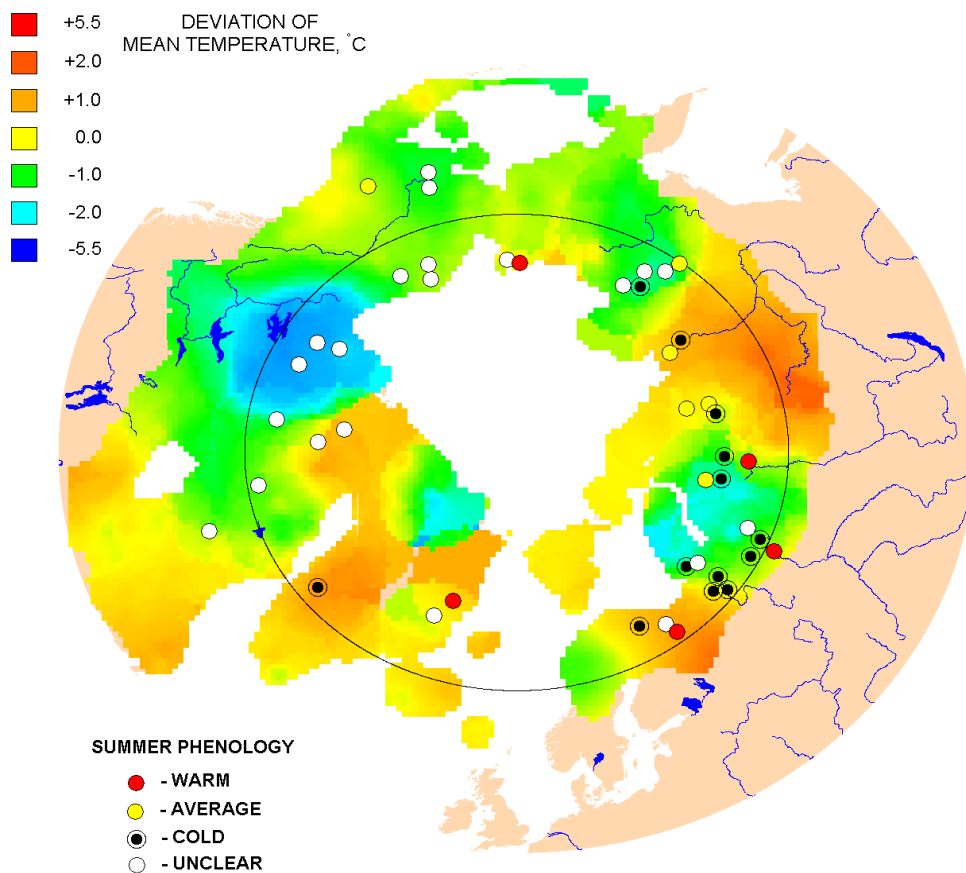 DEVIATION OF
MEAN TEMPERATURE, °C
+5.5
+2.0
+1.0
0.0
-1.0
-2.0
-5.5
SUMMER PHENOLOGY
- WARM
- AVERAGE
- COLD
- UNCLEAR